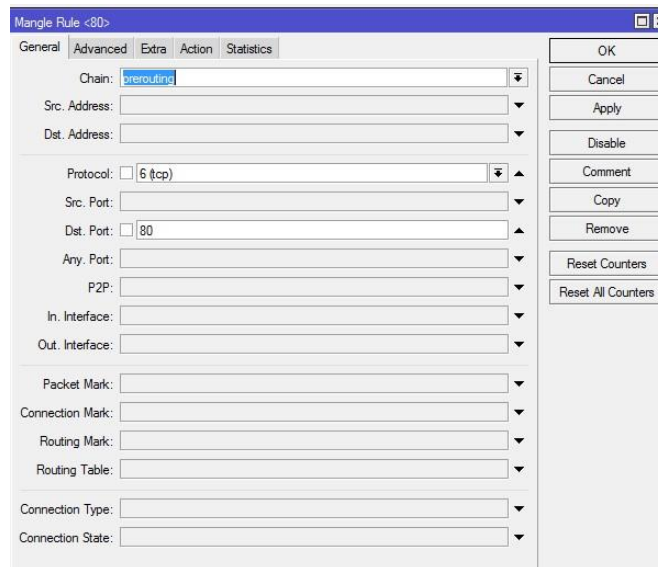 Mangle Rule <80>
General Advanced Extra Action Statistics
Chain: prerouting
Src. Address:
Dst. Address:
Protocol: 6 (tcp)
Src. Port:
Dst. Port: 80
Any. Port:
P2P:
In. Interface:
Out. Interface:
Packet Mark:
Connection Mark:
Routing Mark:
Routing Table:
Connection Type:
Connection State:
OK
Cancel
Apply
Disable
Comment
Copy
Remove
Reset Counters
Reset All Counters